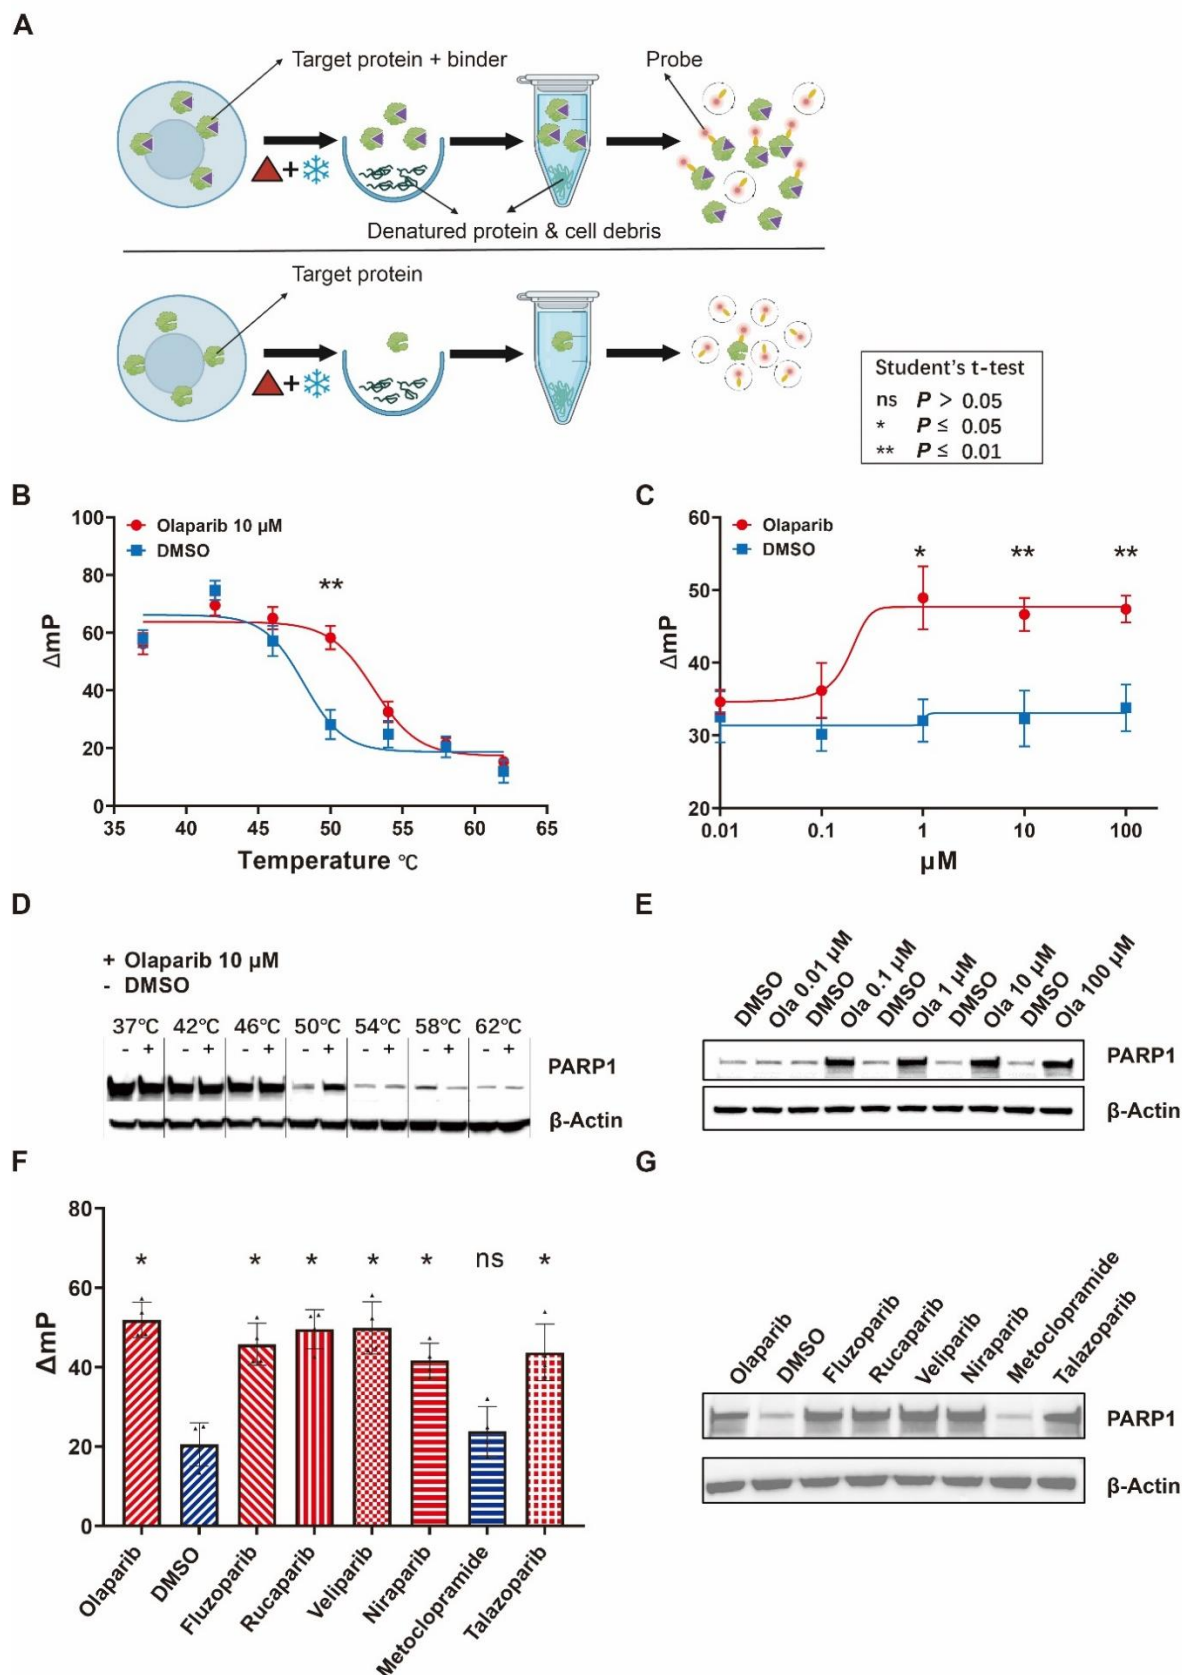 A
Target protein + binder
Probe
Denatured protein & cell debris
Target protein
Student's t-test
ns P > 0.05
* P ≤ 0.05
** P ≤ 0.01
B
100
80
60
40
20
0
ΔmP
Olaparib 10 μM
DMSO
**
35 40 45 50 55 60 65
Temperature ℃
C
60
50
40
30
20
ΔmP
Olaparib
DMSO
* ** **
0.01 0.1 1 10 100
μM
D
+ Olaparib 10 μM
- DMSO
37℃ 42℃ 46℃ 50℃ 54℃ 58℃ 62℃
- + - + - + - + - + - + - +
PARP1
β-Actin
E
DMSO Ola 0.01 μM DMSO Ola 0.1 μM DMSO Ola 1 μM DMSO Ola 10 μM DMSO Ola 100 μM
PARP1
β-Actin
F
80
60
40
20
0
ΔmP
* * * * * ns *
Olaparib DMSO Fluzoparib Rucaparib Veliparib Niraparib Metoclopramide Talazoparib
G
Olaparib DMSO Fluzoparib Rucaparib Veliparib Niraparib Metoclopramide Talazoparib
PARP1
β-Actin